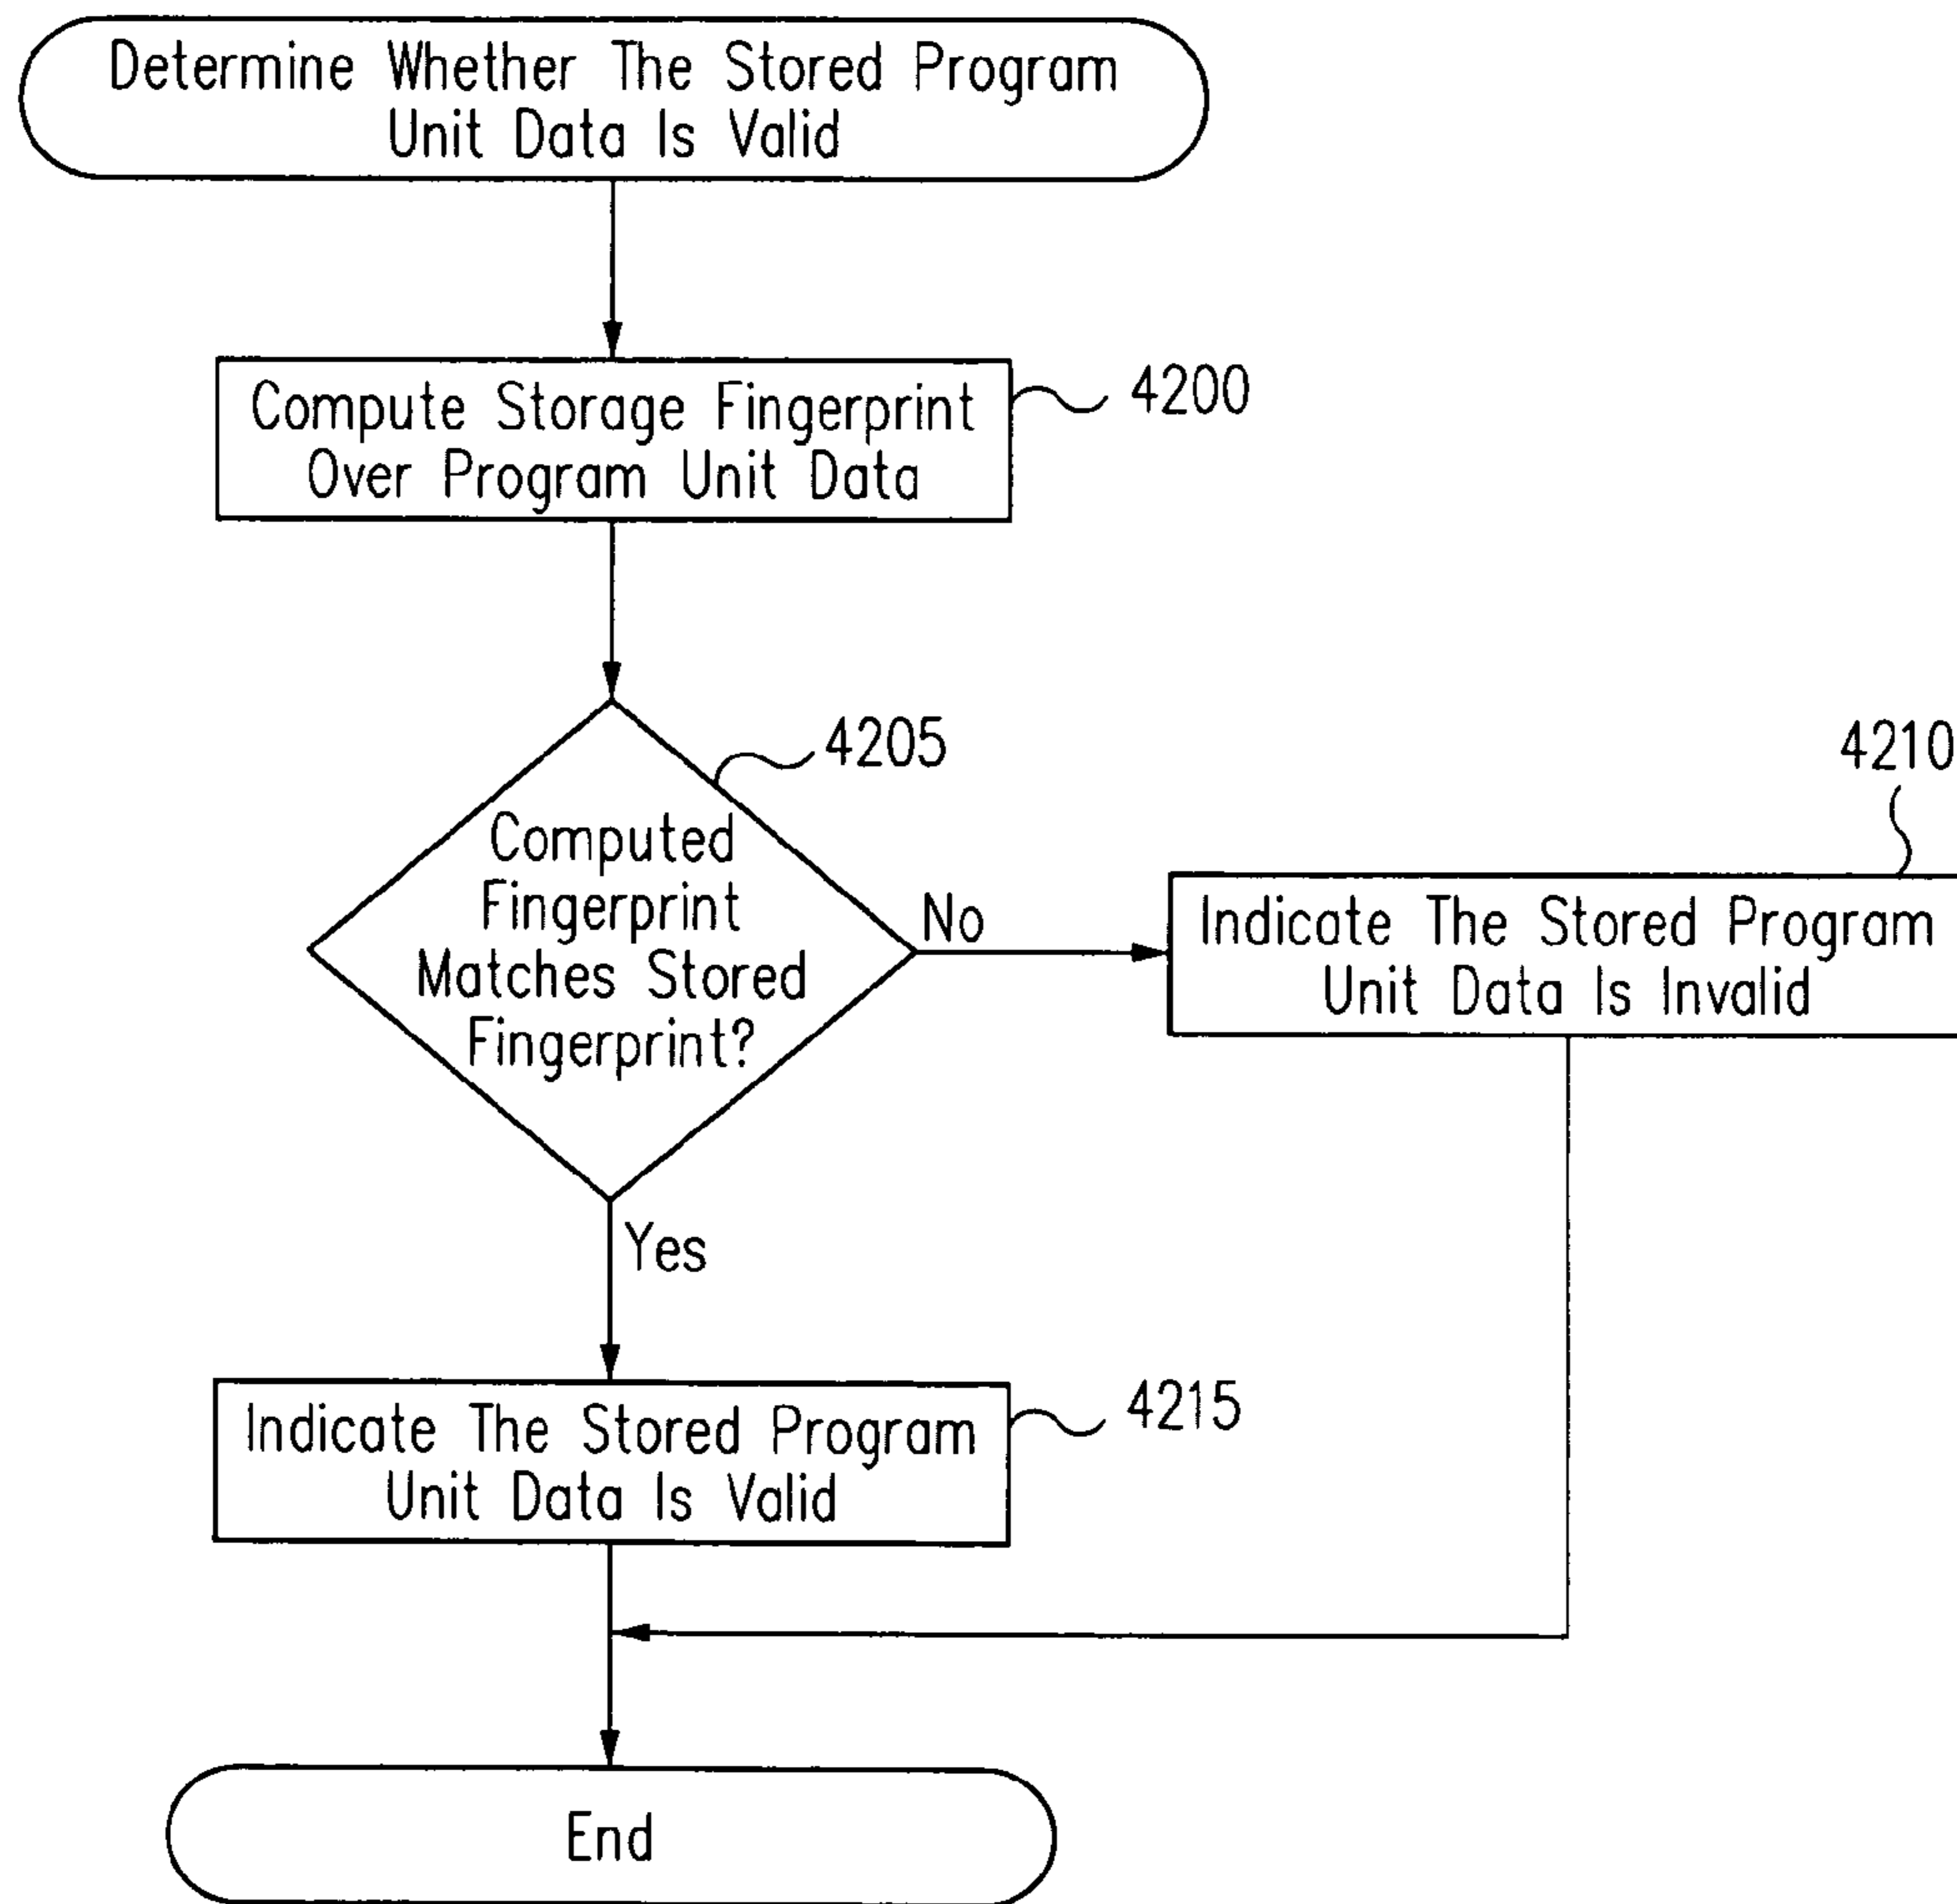 Determine Whether The Stored Program
Unit Data Is Valid
Compute Storage Fingerprint
Over Program Unit Data
4200
4205
Computed
Fingerprint
Matches Stored
Fingerprint?
No
4210
Indicate The Stored Program
Unit Data Is Invalid
Yes
Indicate The Stored Program
Unit Data Is Valid
4215
End